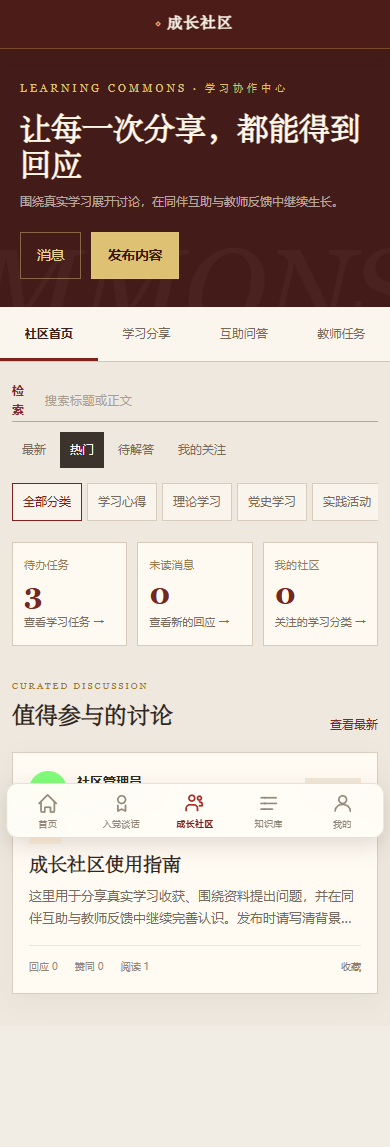 成长社区
LEARNING COMMONS · 学习协作中心
让每一次分享，都能得到
回应
围绕真实学习展开讨论，在同伴互助与教师反馈中继续生长。
消息 发布内容
社区首页 学习分享 互助问答 教师任务
检
索
搜索标题或正文
最新 热门 待解答 我的关注
全部分类 学习心得 理论学习 党史学习 实践活动
待办任务 未读消息 我的社区
3 0 0
查看学习任务 → 查看新的回应 → 关注的学习分类 →
CURATED DISCUSSION
值得参与的讨论 查看最新
社区管理员
首页 入党谈话 成长社区 知识库 我的
成长社区使用指南
这里用于分享真实学习收获、围绕资料提出问题，并在同
伴互助与教师反馈中继续完善认识。发布时请写清背景...
回应 0 赞同 0 阅读 1 收藏